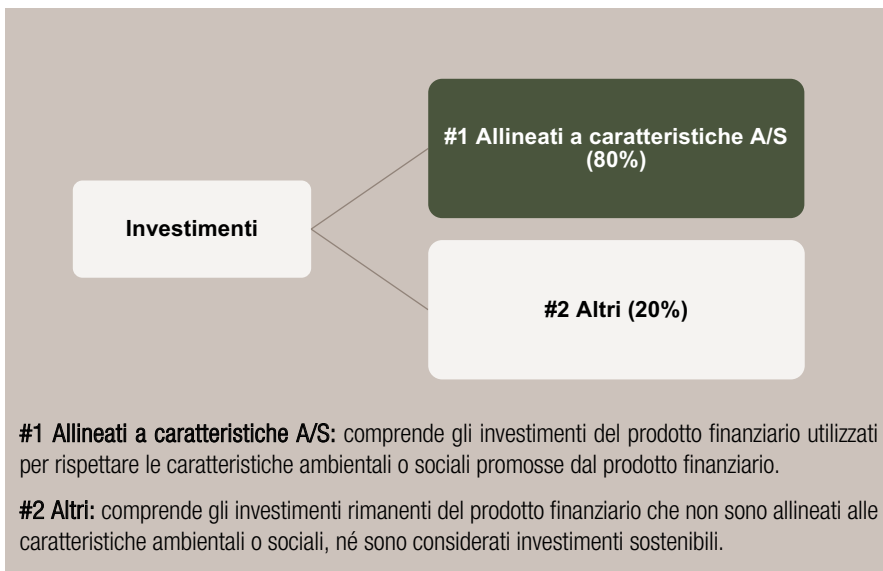 #1 Allineati a caratteristiche A/S
(80%)
Investimenti
#2 Altri (20%)
#1 Allineati a caratteristiche A/S: comprende gli investimenti del prodotto finanziario utilizzati
per rispettare le caratteristiche ambientali o sociali promosse dal prodotto finanziario.
#2 Altri: comprende gli investimenti rimanenti del prodotto finanziario che non sono allineati alle
caratteristiche ambientali o sociali, né sono considerati investimenti sostenibili.